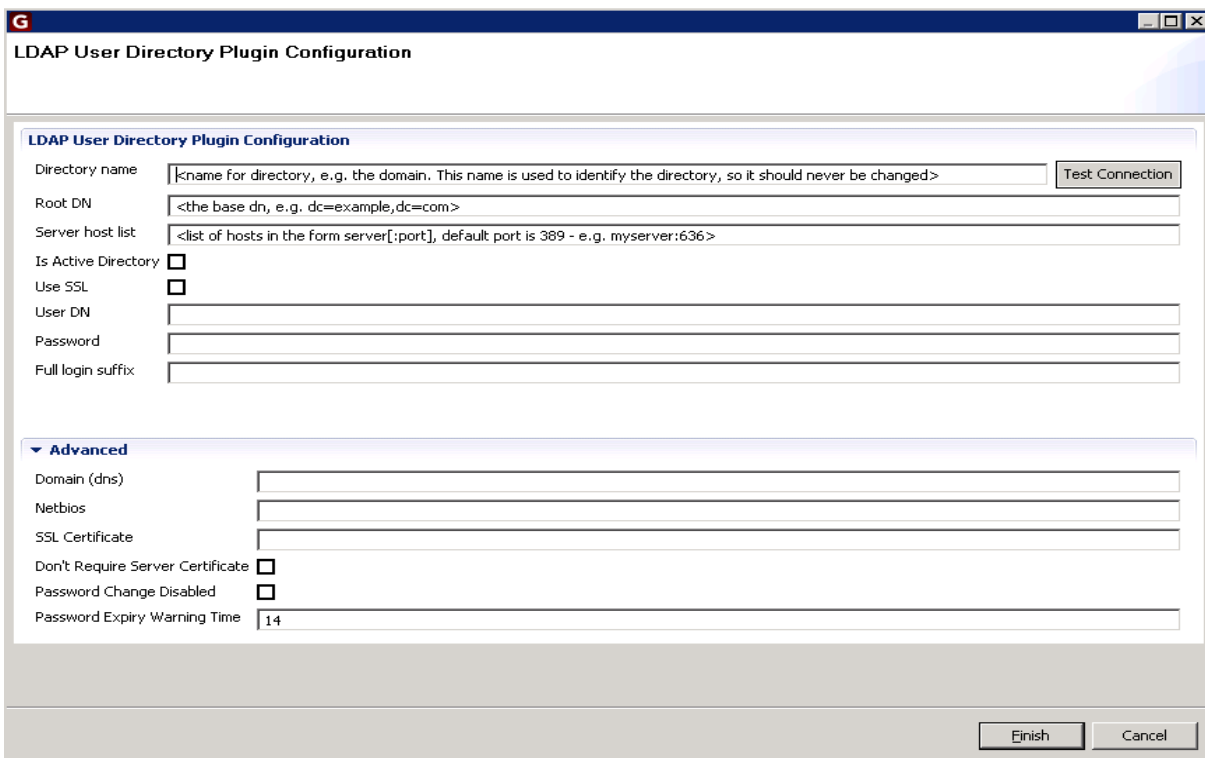 G
LDAP User Directory Plugin Configuration
LDAP User Directory Plugin Configuration
Directory name <name for directory, e.g. the domain. This name is used to identify the directory, so it should never be changed> Test Connection
Root DN <the base dn, e.g. dc=example,dc=com>
Server host list <list of hosts in the form server[:port], default port is 389 - e.g. myserver:636>
Is Active Directory
Use SSL
User DN
Password
Full login suffix
Advanced
Domain (dns)
Netbios
SSL Certificate
Don't Require Server Certificate
Password Change Disabled
Password Expiry Warning Time 14
Finish Cancel